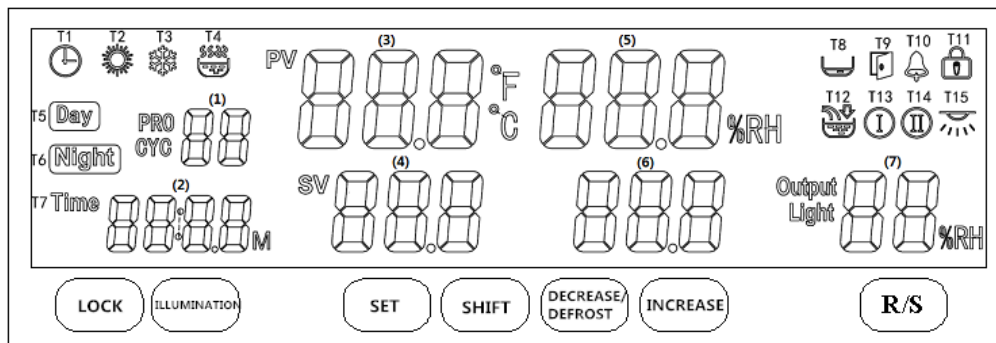 T1 T2 T3 T4
(3) (5)
T8 T9 T10 T11
PV
°F
°C
%RH
T12 T13 T14 T15
I II
T5 Day
(1)
PRO
CYC
T6 Night
(4) (6) (7)
T7 Time
(2)
M
SV
Output
Light
%RH
LOCK
ILLUMINATION
SET
SHIFT
DECREASE/
DEFROST
INCREASE
R/S